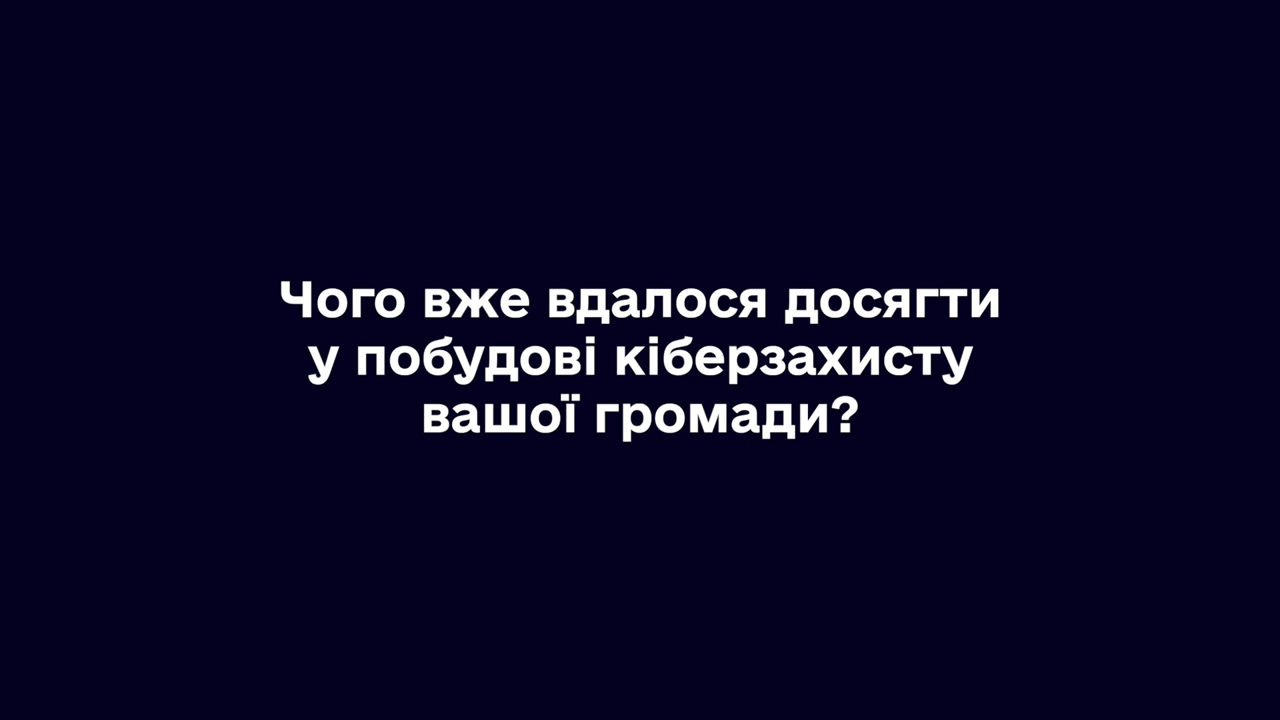 Чого вже вдалося досягти
у побудові кіберзахисту
вашої громади?